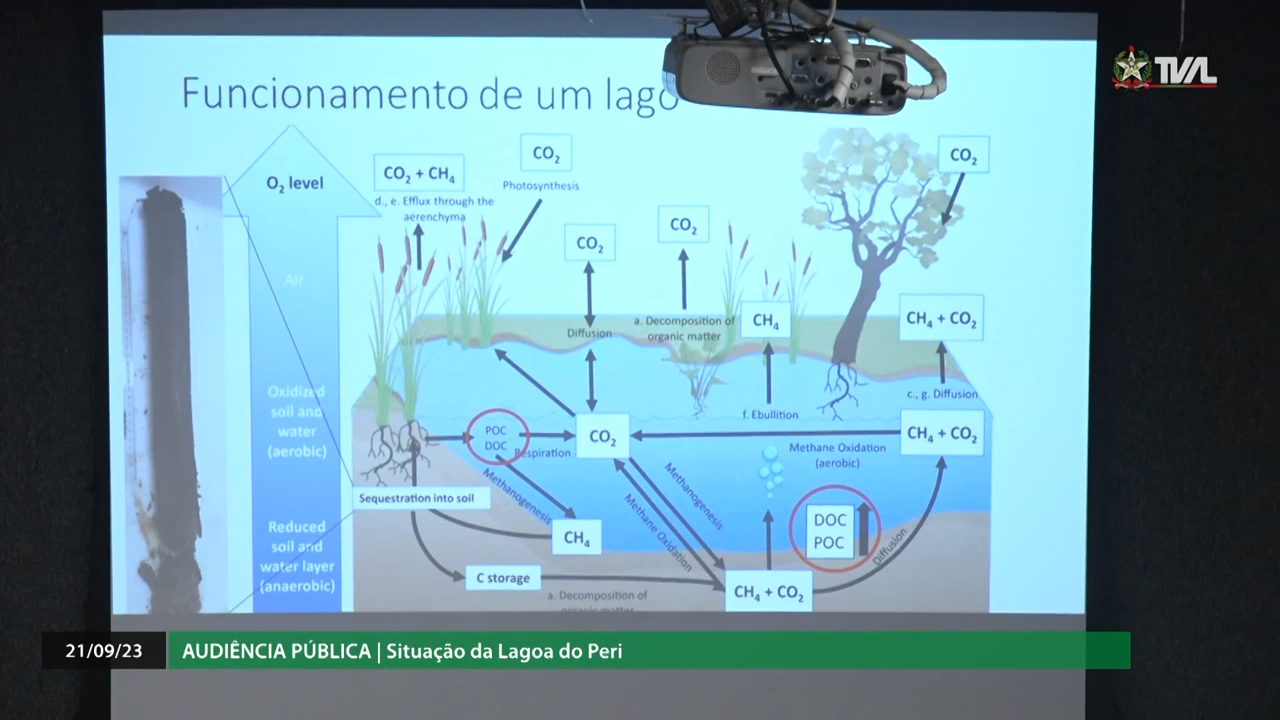 TVAL
Funcionamento de um lago
O₂ level
CO₂ + CH₄
d., e. Efflux through the
aerenchyma
CO₂
Photosynthesis
CO₂
CO₂
CO₂
Air
Diffusion
a. Decomposition of
organic matter
CH₄
CH₄ + CO₂
c., g. Diffusion
f. Ebullition
Oxidized
soil and
water
(aerobic)
POC
DOC
Respiration
CO₂
CH₄ + CO₂
Methane Oxidation
(aerobic)
Methanogenesis
Methanogenesis
Methane Oxidation
Sequestration into soil
DOC
POC
Diffusion
Reduced
soil and
water layer
(anaerobic)
CH₄
C storage
CH₄ + CO₂
a. Decomposition of
organic matter
21/09/23
AUDIÊNCIA PÚBLICA | Situação da Lagoa do Peri